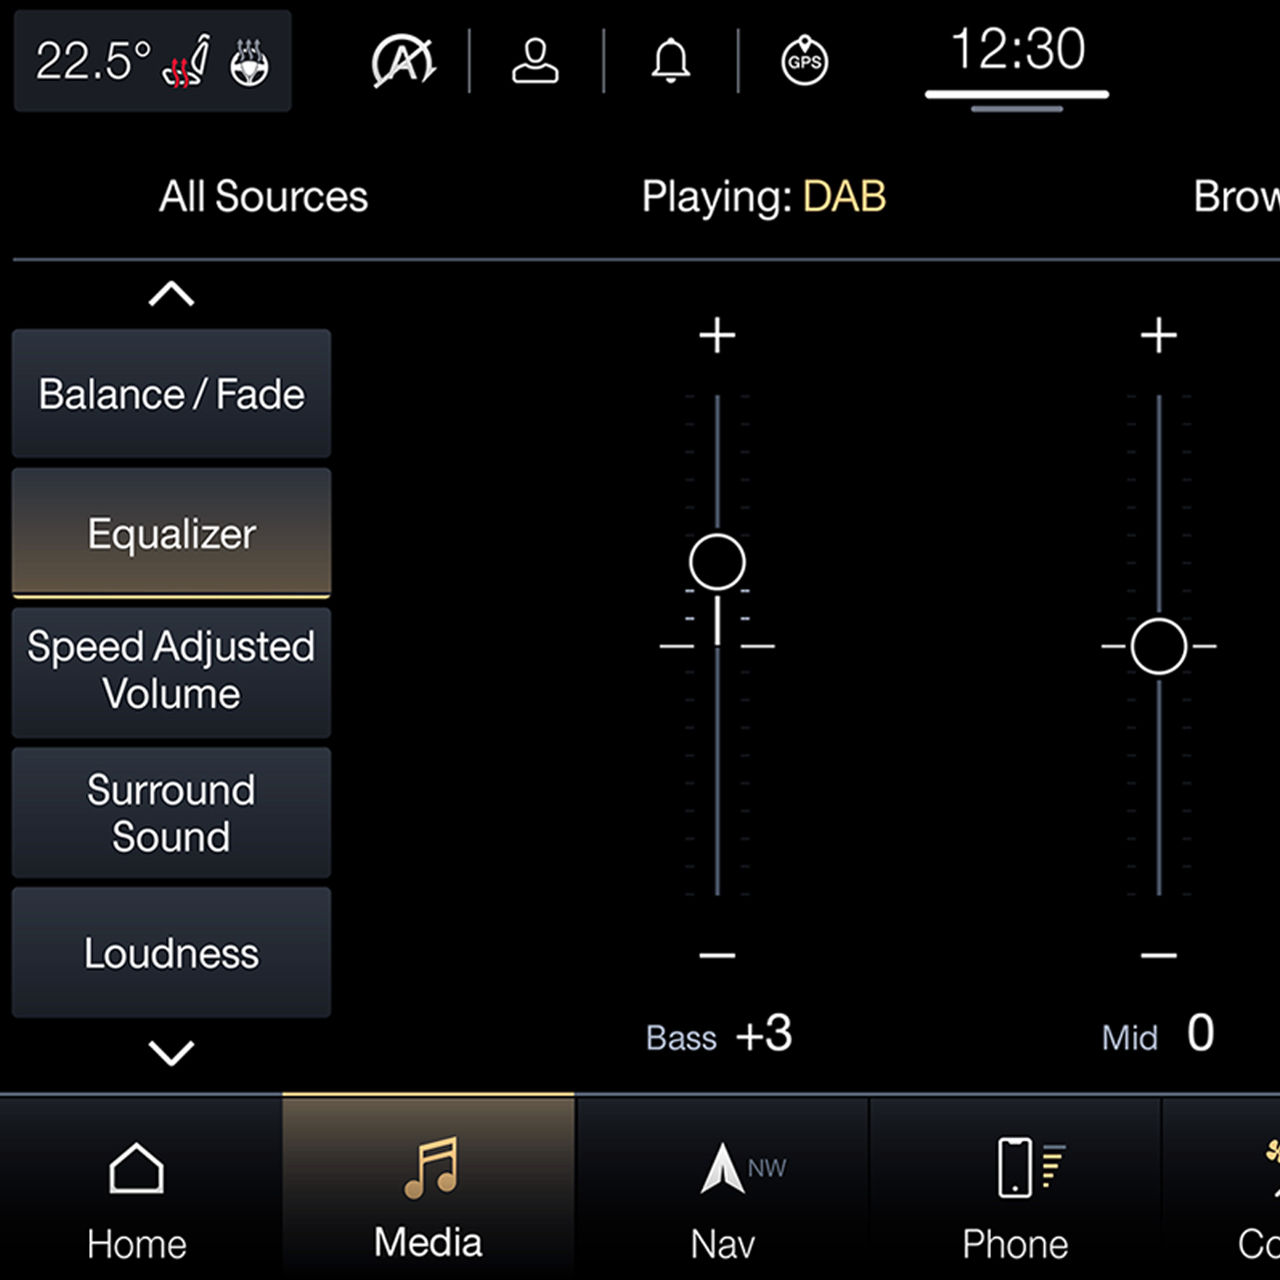 22.5°
A
GPS
12:30
All Sources
Playing: DAB
Brow
Balance / Fade
Equalizer
Speed Adjusted
Volume
Surround
Sound
Loudness
Bass +3
Mid 0
NW
Home
Media
Nav
Phone
Co